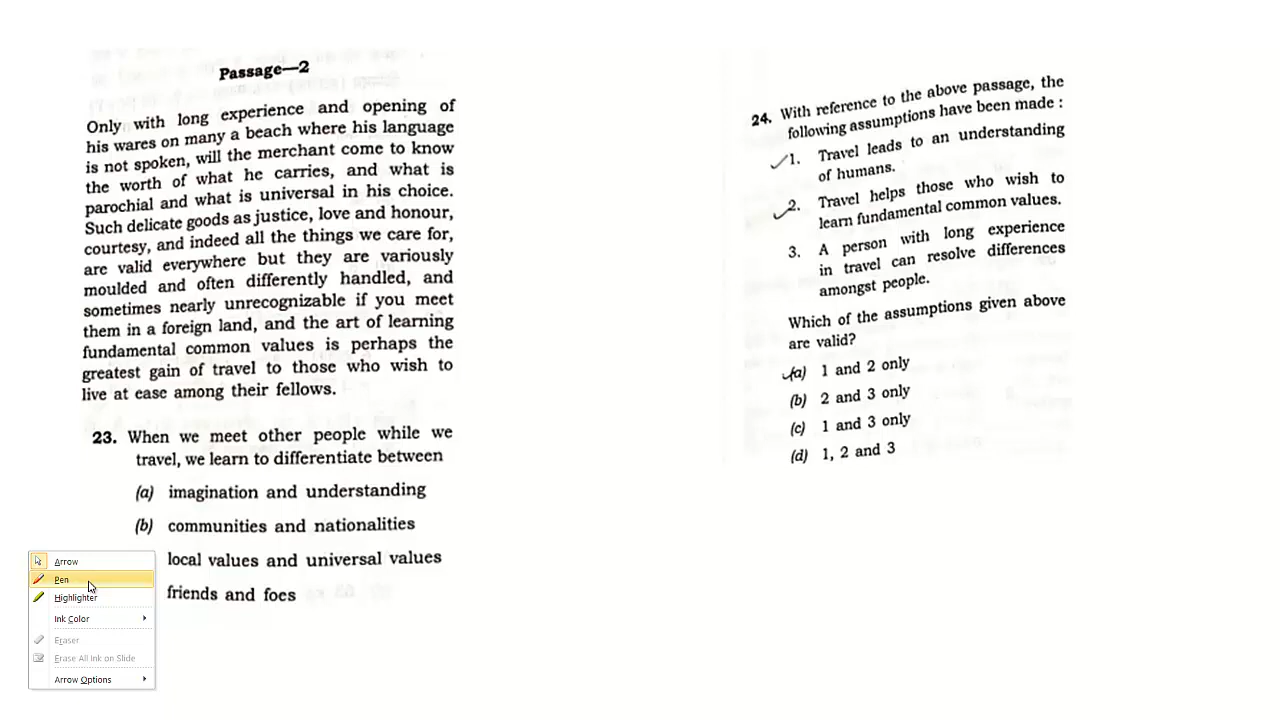 Passage—2
Only with long experience and opening of
his wares on many a beach where his language
is not spoken, will the merchant come to know
the worth of what he carries, and what is
parochial and what is universal in his choice.
Such delicate goods as justice, love and honour,
courtesy, and indeed all the things we care for,
are valid everywhere but they are variously
moulded and often differently handled, and
sometimes nearly unrecognizable if you meet
them in a foreign land, and the art of learning
fundamental common values is perhaps the
greatest gain of travel to those who wish to
live at ease among their fellows.
23. When we meet other people while we
travel, we learn to differentiate between
(a) imagination and understanding
(b) communities and nationalities
local values and universal values
friends and foes
Arrow
Pen
Highlighter
Ink Color
Eraser
Erase All Ink on Slide
Arrow Options
24. With reference to the above passage, the
following assumptions have been made :
1. Travel leads to an understanding
of humans.
2. Travel helps those who wish to
learn fundamental common values.
3. A person with long experience
in travel can resolve differences
amongst people.
Which of the assumptions given above
are valid?
(a) 1 and 2 only
(b) 2 and 3 only
(c) 1 and 3 only
(d) 1, 2 and 3